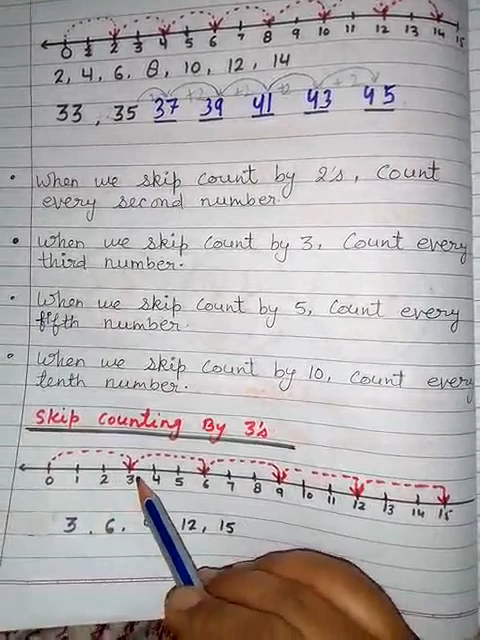 0 1 2 3 4 5 6 7 8 9 10 11 12 13 14 15
2, 4, 6, 8, 10, 12, 14
+2 +2 +2 +2
33, 35 37 39 41 43 45
• When we skip count by 2's, Count
every second number.
• When we skip count by 3, Count every
third number.
• When we skip count by 5, Count every
fifth number.
• When we skip count by 10, Count every
tenth number.
Skip counting By 3's
0 1 2 3 4 5 6 7 8 9 10 11 12 13 14 15
3, 6, 12, 15